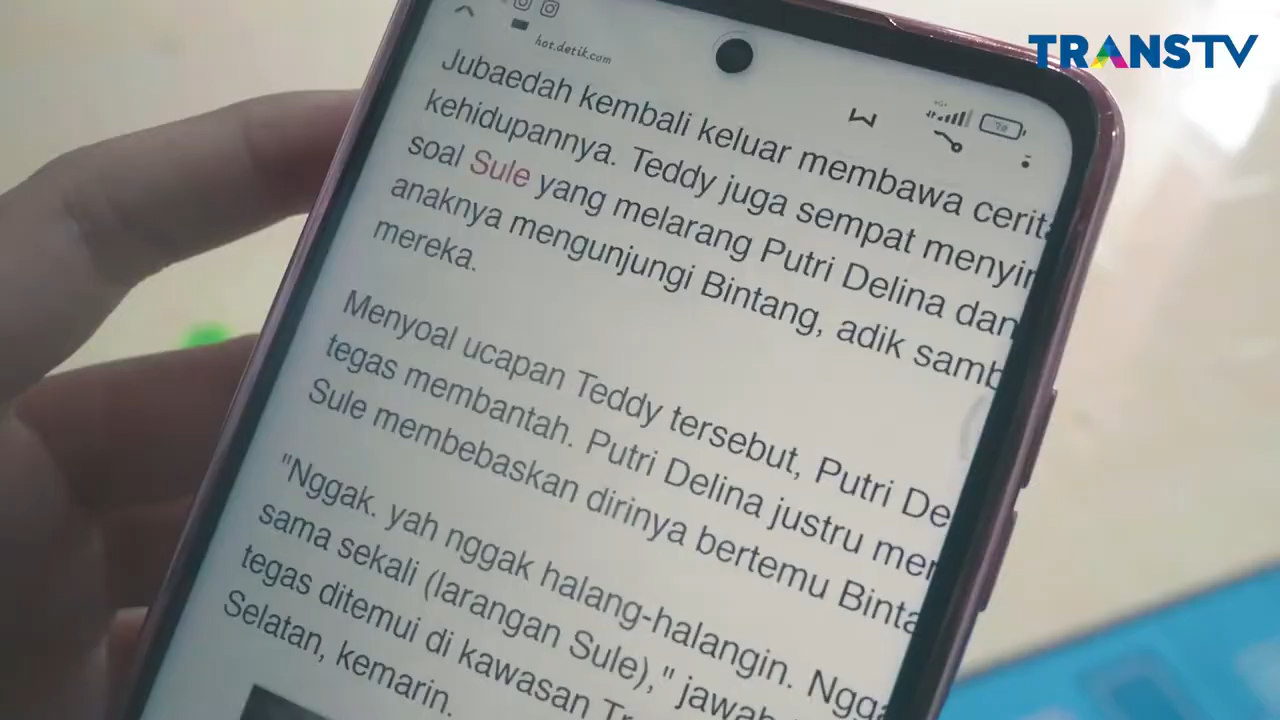 TRANSTV
hot.detik.com
78
Jubaedah kembali keluar membawa cerita
kehidupannya. Teddy juga sempat menyin
soal Sule yang melarang Putri Delina dan
anaknya mengunjungi Bintang, adik samb
mereka.
Menyoal ucapan Teddy tersebut, Putri De
tegas membantah. Putri Delina justru men
Sule membebaskan dirinya bertemu Binta
"Nggak. yah nggak halang-halangin. Ngga
sama sekali (larangan Sule)," jawab
tegas ditemui di kawasan Tr
Selatan, kemarin.